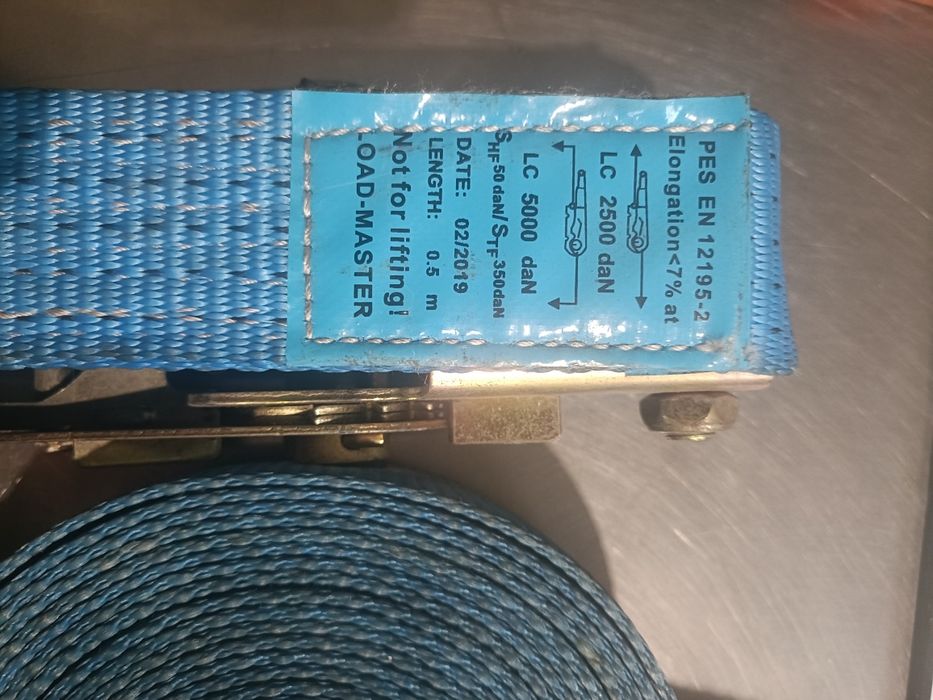 PES EN 12195-2
Elongation<7% at
LC 2500 daN
LC 5000 daN
SHF 50 daN/ STF 350daN
DATE: 02/2019
LENGTH: 0.5 m
Not for lifting!
LOAD-MASTER